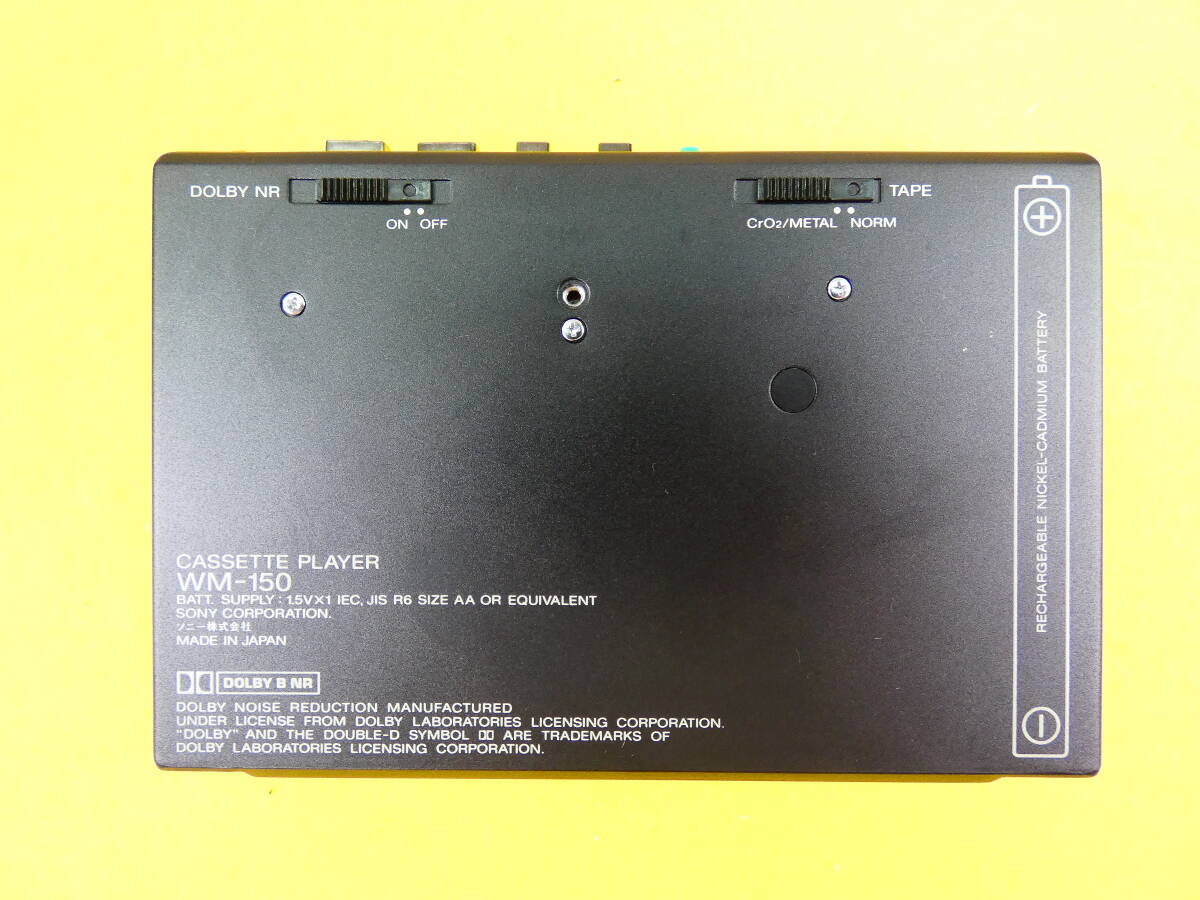 DOLBY NR
ON OFF
TAPE
CrO2/METAL NORM
RECHARGEABLE NICKEL-CADMIUM BATTERY
CASSETTE PLAYER
WM-150
BATT. SUPPLY : 1.5V×1 IEC, JIS R6 SIZE AA OR EQUIVALENT
SONY CORPORATION.
ソニー株式会社
MADE IN JAPAN
DOLBY B NR
DOLBY NOISE REDUCTION MANUFACTURED
UNDER LICENSE FROM DOLBY LABORATORIES LICENSING CORPORATION.
"DOLBY" AND THE DOUBLE-D SYMBOL ARE TRADEMARKS OF
DOLBY LABORATORIES LICENSING CORPORATION.